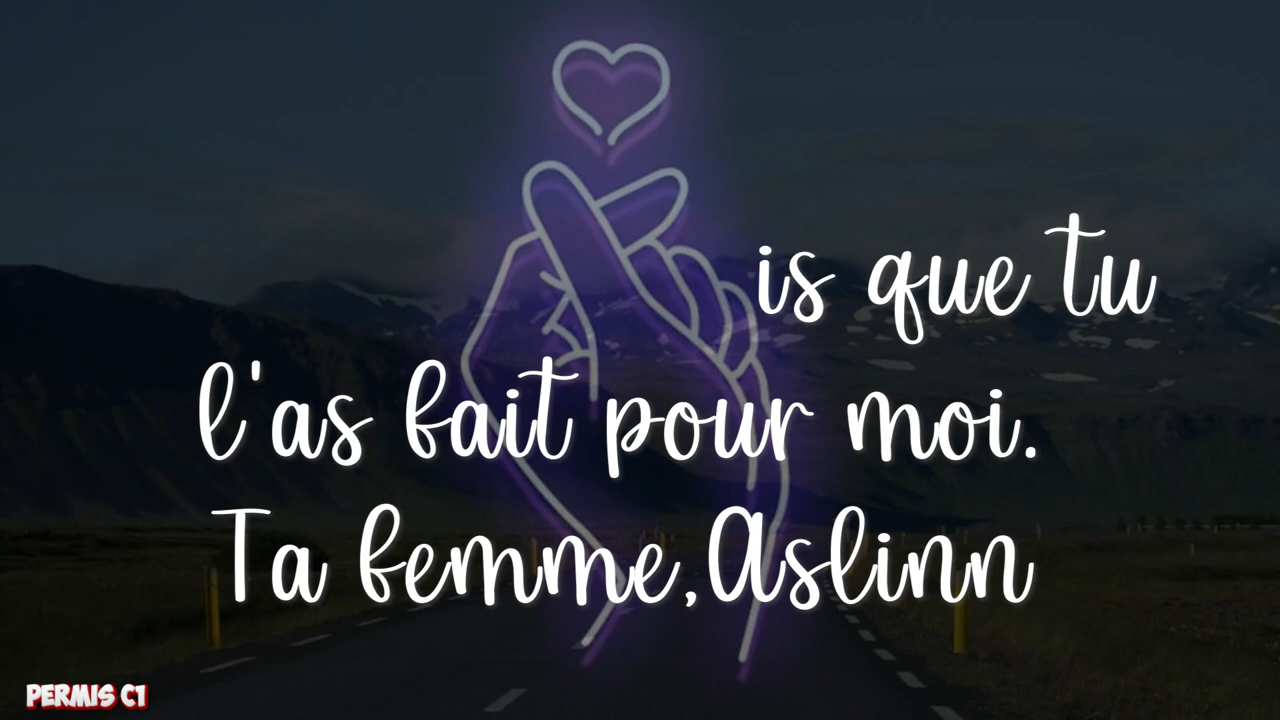 is que tu
l'as fait pour moi.
Ta femme,Aslinn
PERMIS C1